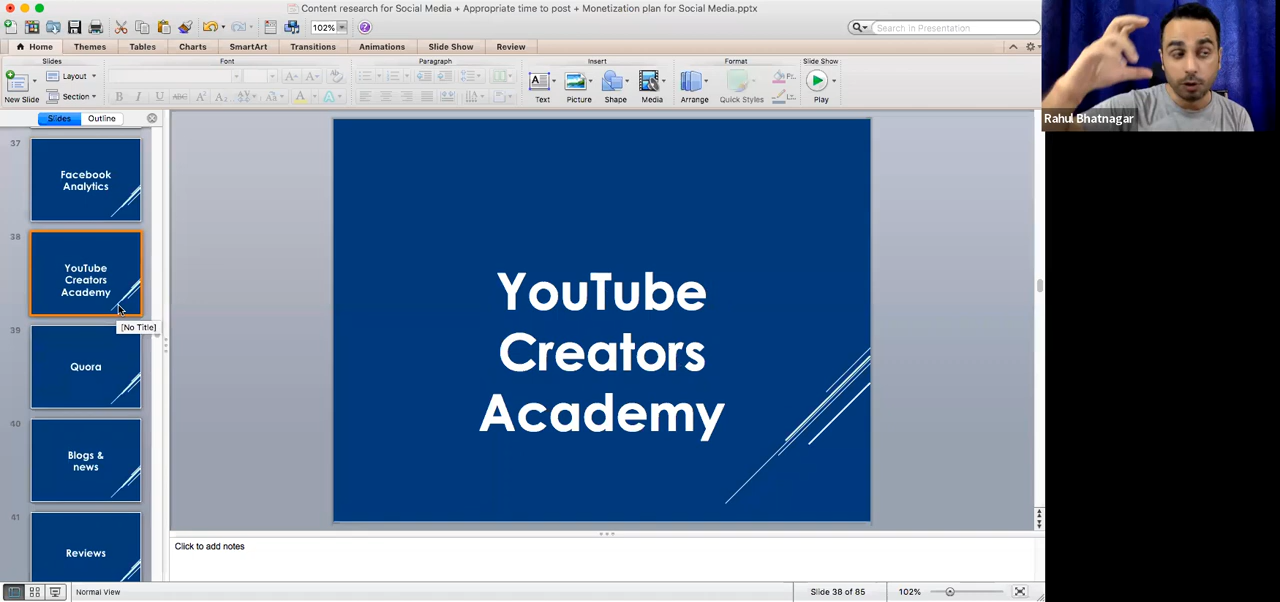 Content research for Social Media + Appropriate time to post + Monetization plan for Social Media.pptx
102%
Search in Presentation
Home Themes Tables Charts SmartArt Transitions Animations Slide Show Review
Slides Font Paragraph Insert Format Slide Show
Layout
Section
New Slide
B I U ABC A² A₂
Text Picture Shape Media Arrange Quick Styles Play
Rahul Bhatnagar
Slides Outline
37
Facebook
Analytics
38
YouTube
Creators
Academy
[No Title]
39
Quora
40
Blogs &
news
41
Reviews
YouTube
Creators
Academy
Click to add notes
Normal View
Slide 38 of 85
102%